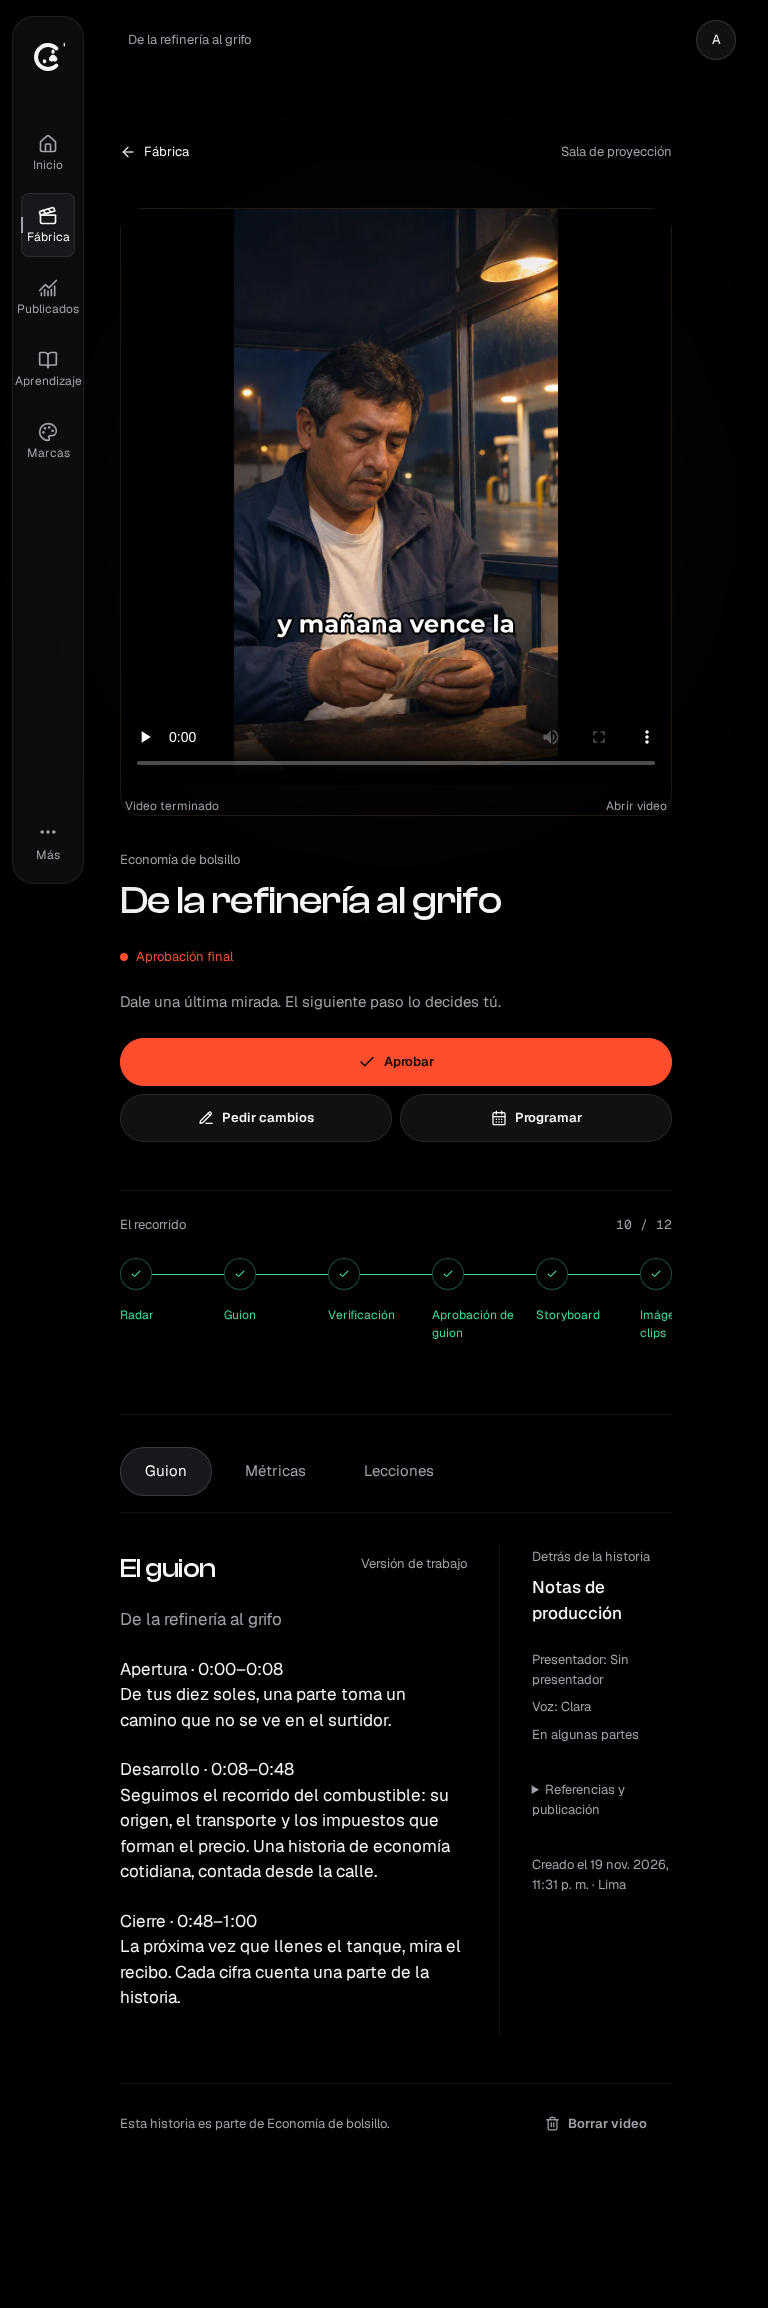 De la refinería al grifo
A
Inicio
Fábrica
Publicados
Aprendizaje
Marcas
Más
Fábrica
Sala de proyección
y mañana vence la
0:00
Video terminado
Abrir video
Economía de bolsillo
De la refinería al grifo
Aprobación final
Dale una última mirada. El siguiente paso lo decides tú.
Aprobar
Pedir cambios
Programar
El recorrido
10 / 12
Radar
Guion
Verificación
Aprobación de
guion
Storyboard
Imáge
clips
Guion
Métricas
Lecciones
El guion
Versión de trabajo
De la refinería al grifo
Apertura · 0:00–0:08
De tus diez soles, una parte toma un
camino que no se ve en el surtidor.
Desarrollo · 0:08–0:48
Seguimos el recorrido del combustible: su
origen, el transporte y los impuestos que
forman el precio. Una historia de economía
cotidiana, contada desde la calle.
Cierre · 0:48–1:00
La próxima vez que llenes el tanque, mira el
recibo. Cada cifra cuenta una parte de la
historia.
Detrás de la historia
Notas de
producción
Presentador: Sin
presentador
Voz: Clara
En algunas partes
Referencias y
publicación
Creado el 19 nov. 2026,
11:31 p. m. · Lima
Esta historia es parte de Economía de bolsillo.
Borrar video